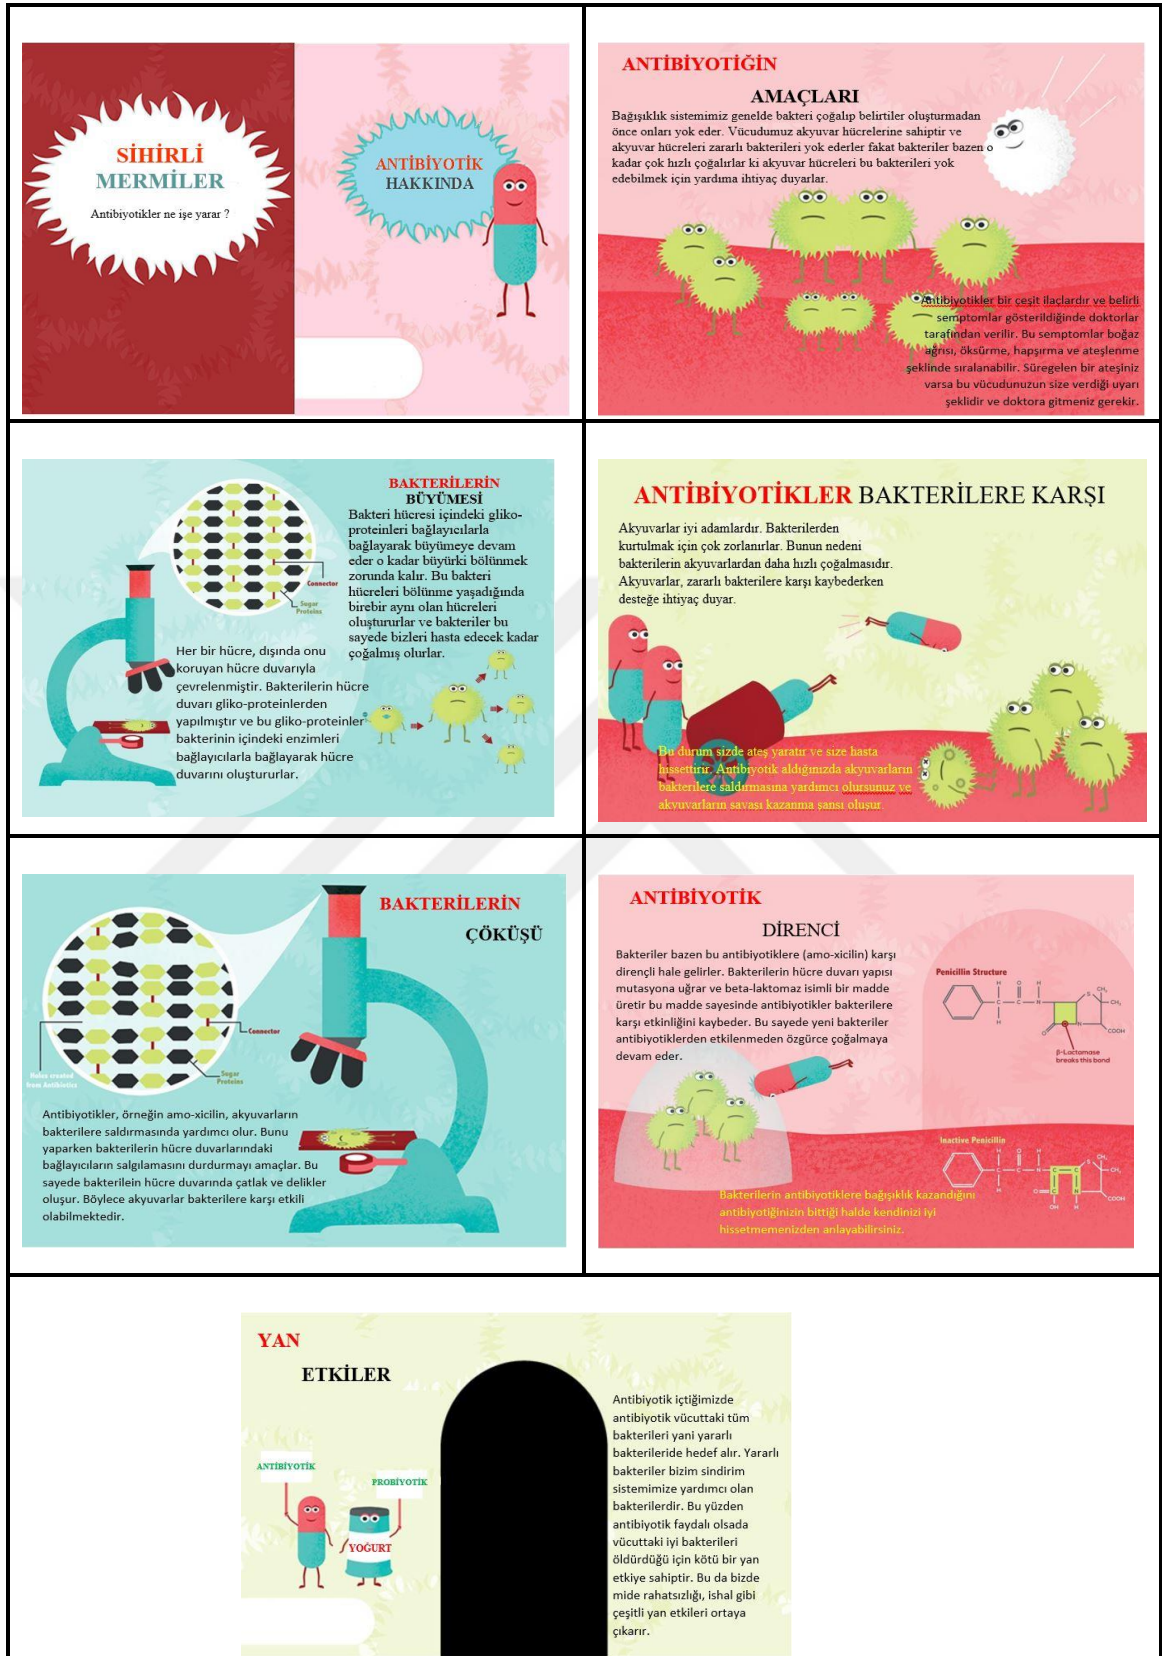 SİHİRLİ
MERMİLER
Antibiyotikler ne işe yarar ?
ANTİBİYOTİK
HAKKINDA
ANTİBİYOTİĞİN
AMAÇLARI
Bağışıklık sistemimiz genelde bakteri çoğalıp belirtiler oluşturmadan
önce onları yok eder. Vücudumuz akyuvar hücrelerine sahiptir ve
akyuvar hücreleri zararlı bakterileri yok ederler fakat bakteriler bazen o
kadar çok hızlı çoğalırlar ki akyuvar hücreleri bu bakterileri yok
edebilmek için yardıma ihtiyaç duyarlar.
Antibiyotikler bir çeşit ilaçlardır ve belirli
semptomlar gösterildiğinde doktorlar
tarafından verilir. Bu semptomlar boğaz
ağrısı, öksürme, hapşırma ve ateşlenme
şeklinde sıralanabilir. Süregelen bir ateşiniz
varsa bu vücudunuzun size verdiği uyarı
şeklidir ve doktora gitmeniz gerekir.
BAKTERİLERİN
BÜYÜMESİ
Bakteri hücresi içindeki gliko-
proteinleri bağlayıcılarla
bağlayarak büyümeye devam
eder o kadar büyürki bölünmek
zorunda kalır. Bu bakteri
hücreleri bölünme yaşadığında
birebir aynı olan hücreleri
oluştururlar ve bakteriler bu
sayede bizleri hasta edecek kadar
çoğalmış olurlar.
Connector
Sugar
Proteins
Her bir hücre, dışında onu
koruyan hücre duvarıyla
çevrelenmiştir. Bakterilerin hücre
duvarı gliko-proteinlerden
yapılmıştır ve bu gliko-proteinler
bakterinin içindeki enzimleri
bağlayıcılarla bağlayarak hücre
duvarını oluştururlar.
ANTİBİYOTİKLER BAKTERİLERE KARŞI
Akyuvarlar iyi adamlardır. Bakterilerden
kurtulmak için çok zorlanırlar. Bunun nedeni
bakterilerin akyuvarlardan daha hızlı çoğalmasıdır.
Akyuvarlar, zararlı bakterilere karşı kaybederken
desteğe ihtiyaç duyar.
Bu durum sizde ateş yaratır ve size hasta
hissettirir. Antibiyotik aldığınızda akyuvarların
bakterilere saldırmasına yardımcı olursunuz ve
akyuvarların savaşı kazanma şansı oluşur.
BAKTERİLERİN
ÇÖKÜŞÜ
Connector
Sugar
Proteins
Holes created
from Antibiotics
Antibiyotikler, örneğin amo-xicilin, akyuvarların
bakterilere saldırmasında yardımcı olur. Bunu
yaparken bakterilerin hücre duvarlarındaki
bağlayıcıların salgılamasını durdurmayı amaçlar. Bu
sayede bakterilein hücre duvarında çatlak ve delikler
oluşur. Böylece akyuvarlar bakterilere karşı etkili
olabilmektedir.
ANTİBİYOTİK
DİRENCİ
Bakteriler bazen bu antibiyotiklere (amo-xicilin) karşı
dirençli hale gelirler. Bakterilerin hücre duvarı yapısı
mutasyona uğrar ve beta-laktomaz isimli bir madde
üretir bu madde sayesinde antibiyotikler bakterilere
karşı etkinliğini kaybeder. Bu sayede yeni bakteriler
antibiyotiklerden etkilenmeden özgürce çoğalmaya
devam eder.
Penicillin Structure
β-Lactomase
breaks this bond
Inactive Penicillin
Bakterilerin antibiyotiklere bağışıklık kazandığını
antibiyotiğinizin bittiği halde kendinizi iyi
hissetmemenizden anlayabilirsiniz.
YAN
ETKİLER
ANTİBİYOTİK
PROBİYOTİK
YOĞURT
Antibiyotik içtiğimizde
antibiyotik vücuttaki tüm
bakterileri yani yararlı
bakterileride hedef alır. Yararlı
bakteriler bizim sindirim
sistemimize yardımcı olan
bakterilerdir. Bu yüzden
antibiyotik faydalı olsada
vücuttaki iyi bakterileri
öldürdüğü için kötü bir yan
etkiye sahiptir. Bu da bizde
mide rahatsızlığı, ishal gibi
çeşitli yan etkileri ortaya
çıkarır.